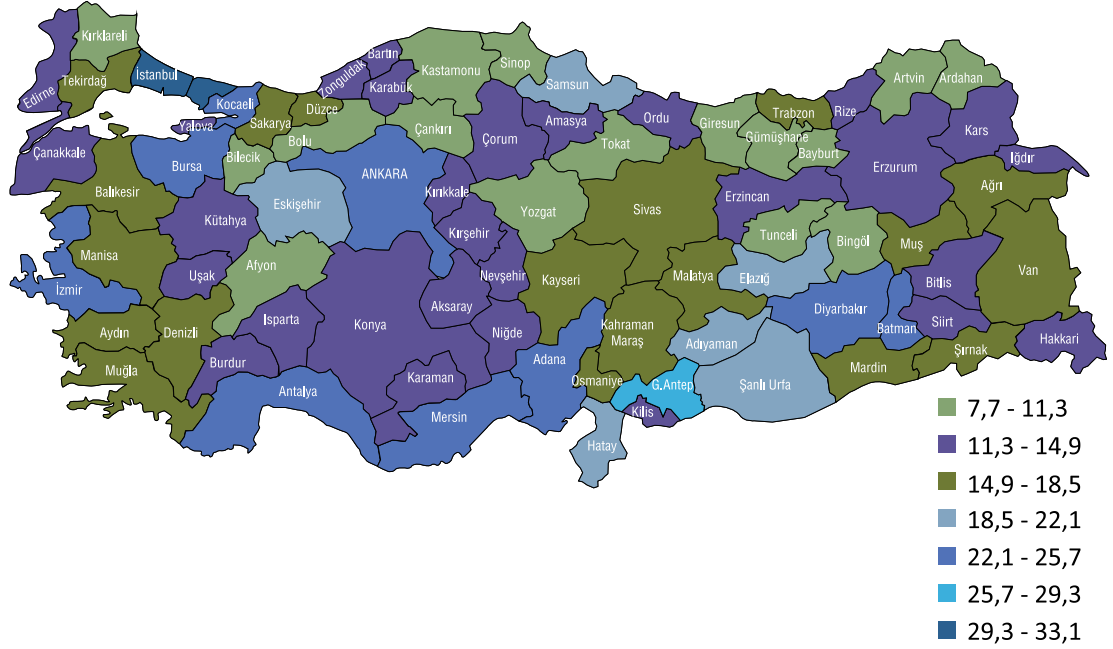 Kırklareli
Edirne
Tekirdağ
İstanbul
Kocaeli
Yalova
Sakarya
Düzce
Zonguldak
Bartın
Karabük
Kastamonu
Sinop
Samsun
Çankırı
Bolu
Bilecik
Bursa
Çanakkale
Balıkesir
Kütahya
Eskişehir
ANKARA
Kırıkkale
Çorum
Amasya
Ordu
Tokat
Giresun
Gümüşhane
Bayburt
Trabzon
Rize
Artvin
Ardahan
Kars
Iğdır
Erzurum
Ağrı
Erzincan
Sivas
Yozgat
Kırşehir
Nevşehir
Kayseri
Malatya
Tunceli
Bingöl
Elazığ
Muş
Van
Bitlis
Siirt
Batman
Diyarbakır
Hakkari
Şırnak
Mardin
Manisa
İzmir
Uşak
Afyon
Aydın
Denizli
Muğla
Isparta
Burdur
Antalya
Konya
Aksaray
Niğde
Karaman
Mersin
Adana
Kahraman
Maraş
Osmaniye
Adıyaman
G.Antep
Kilis
Şanlı Urfa
Hatay
7,7 - 11,3
11,3 - 14,9
14,9 - 18,5
18,5 - 22,1
22,1 - 25,7
25,7 - 29,3
29,3 - 33,1